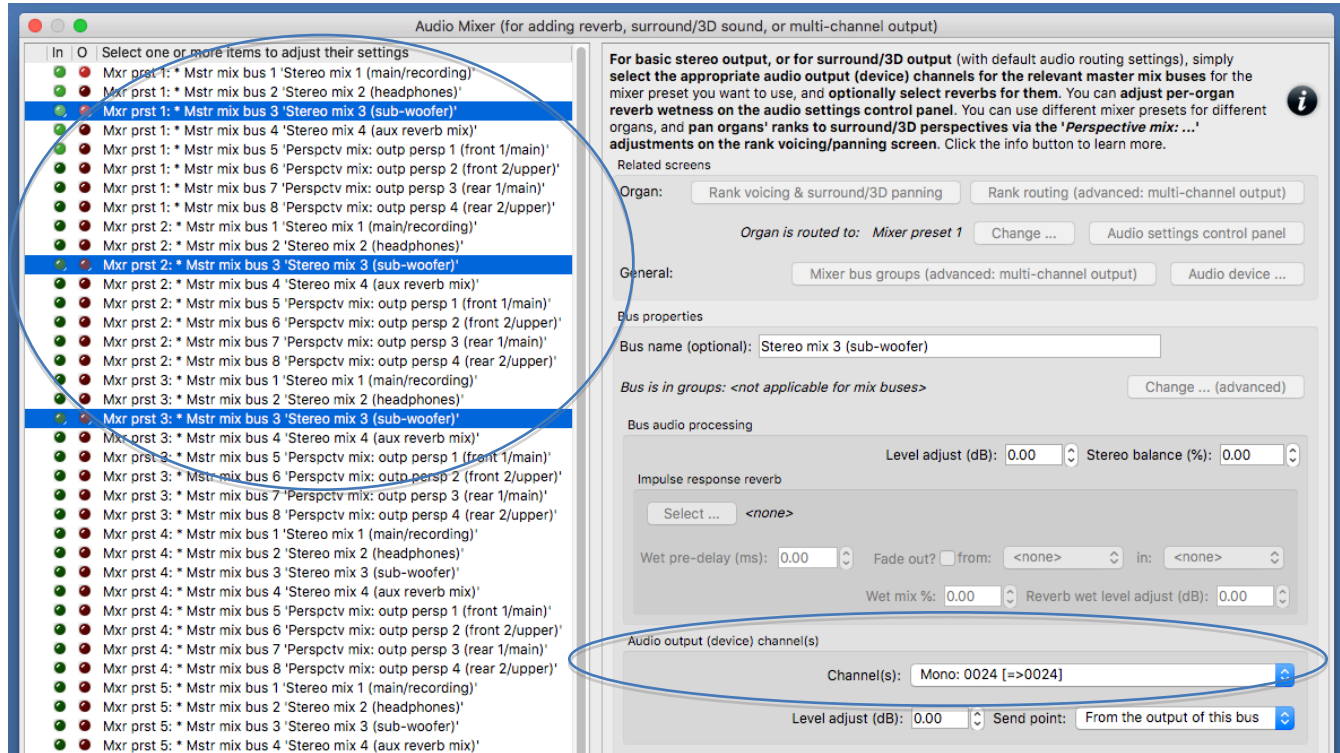 Audio Mixer (for adding reverb, surround/3D sound, or multi-channel output)
In O Select one or more items to adjust their settings
Mxr prst 1: * Mstr mix bus 1 'Stereo mix 1 (main/recording)'
Mxr prst 1: * Mstr mix bus 2 'Stereo mix 2 (headphones)'
Mxr prst 1: * Mstr mix bus 3 'Stereo mix 3 (sub-woofer)'
Mxr prst 1: * Mstr mix bus 4 'Stereo mix 4 (aux reverb mix)'
Mxr prst 1: * Mstr mix bus 5 'Perspctv mix: outp persp 1 (front 1/main)'
Mxr prst 1: * Mstr mix bus 6 'Perspctv mix: outp persp 2 (front 2/upper)'
Mxr prst 1: * Mstr mix bus 7 'Perspctv mix: outp persp 3 (rear 1/main)'
Mxr prst 1: * Mstr mix bus 8 'Perspctv mix: outp persp 4 (rear 2/upper)'
Mxr prst 2: * Mstr mix bus 1 'Stereo mix 1 (main/recording)'
Mxr prst 2: * Mstr mix bus 2 'Stereo mix 2 (headphones)'
Mxr prst 2: * Mstr mix bus 3 'Stereo mix 3 (sub-woofer)'
Mxr prst 2: * Mstr mix bus 4 'Stereo mix 4 (aux reverb mix)'
Mxr prst 2: * Mstr mix bus 5 'Perspctv mix: outp persp 1 (front 1/main)'
Mxr prst 2: * Mstr mix bus 6 'Perspctv mix: outp persp 2 (front 2/upper)'
Mxr prst 2: * Mstr mix bus 7 'Perspctv mix: outp persp 3 (rear 1/main)'
Mxr prst 2: * Mstr mix bus 8 'Perspctv mix: outp persp 4 (rear 2/upper)'
Mxr prst 3: * Mstr mix bus 1 'Stereo mix 1 (main/recording)'
Mxr prst 3: * Mstr mix bus 2 'Stereo mix 2 (headphones)'
Mxr prst 3: * Mstr mix bus 3 'Stereo mix 3 (sub-woofer)'
Mxr prst 3: * Mstr mix bus 4 'Stereo mix 4 (aux reverb mix)'
Mxr prst 3: * Mstr mix bus 5 'Perspctv mix: outp persp 1 (front 1/main)'
Mxr prst 3: * Mstr mix bus 6 'Perspctv mix: outp persp 2 (front 2/upper)'
Mxr prst 3: * Mstr mix bus 7 'Perspctv mix: outp persp 3 (rear 1/main)'
Mxr prst 3: * Mstr mix bus 8 'Perspctv mix: outp persp 4 (rear 2/upper)'
Mxr prst 4: * Mstr mix bus 1 'Stereo mix 1 (main/recording)'
Mxr prst 4: * Mstr mix bus 2 'Stereo mix 2 (headphones)'
Mxr prst 4: * Mstr mix bus 3 'Stereo mix 3 (sub-woofer)'
Mxr prst 4: * Mstr mix bus 4 'Stereo mix 4 (aux reverb mix)'
Mxr prst 4: * Mstr mix bus 5 'Perspctv mix: outp persp 1 (front 1/main)'
Mxr prst 4: * Mstr mix bus 6 'Perspctv mix: outp persp 2 (front 2/upper)'
Mxr prst 4: * Mstr mix bus 7 'Perspctv mix: outp persp 3 (rear 1/main)'
Mxr prst 4: * Mstr mix bus 8 'Perspctv mix: outp persp 4 (rear 2/upper)'
Mxr prst 5: * Mstr mix bus 1 'Stereo mix 1 (main/recording)'
Mxr prst 5: * Mstr mix bus 2 'Stereo mix 2 (headphones)'
Mxr prst 5: * Mstr mix bus 3 'Stereo mix 3 (sub-woofer)'
Mxr prst 5: * Mstr mix bus 4 'Stereo mix 4 (aux reverb mix)'
For basic stereo output, or for surround/3D output (with default audio routing settings), simply
select the appropriate audio output (device) channels for the relevant master mix buses for the
mixer preset you want to use, and optionally select reverbs for them. You can adjust per-organ
reverb wetness on the audio settings control panel. You can use different mixer presets for different
organs, and pan organs' ranks to surround/3D perspectives via the 'Perspective mix: ...'
adjustments on the rank voicing/panning screen. Click the info button to learn more.
i
Related screens
Organ: Rank voicing & surround/3D panning Rank routing (advanced: multi-channel output)
Organ is routed to: Mixer preset 1 Change ... Audio settings control panel
General: Mixer bus groups (advanced: multi-channel output) Audio device ...
Bus properties
Bus name (optional): Stereo mix 3 (sub-woofer)
Bus is in groups: <not applicable for mix buses> Change ... (advanced)
Bus audio processing
Level adjust (dB): 0.00 Stereo balance (%): 0.00
Impulse response reverb
Select ... <none>
Wet pre-delay (ms): 0.00 Fade out? from: <none> in: <none>
Wet mix %: 0.00 Reverb wet level adjust (dB): 0.00
Audio output (device) channel(s)
Channel(s): Mono: 0024 [=>0024]
Level adjust (dB): 0.00 Send point: From the output of this bus